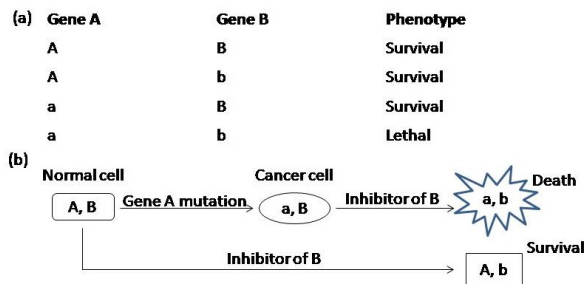 (a) Gene A Gene B Phenotype
A B Survival
A b Survival
a B Survival
a b Lethal
(b)
Normal cell Cancer cell Death
A, B Gene A mutation a, B Inhibitor of B a, b
Inhibitor of B Survival
A, b